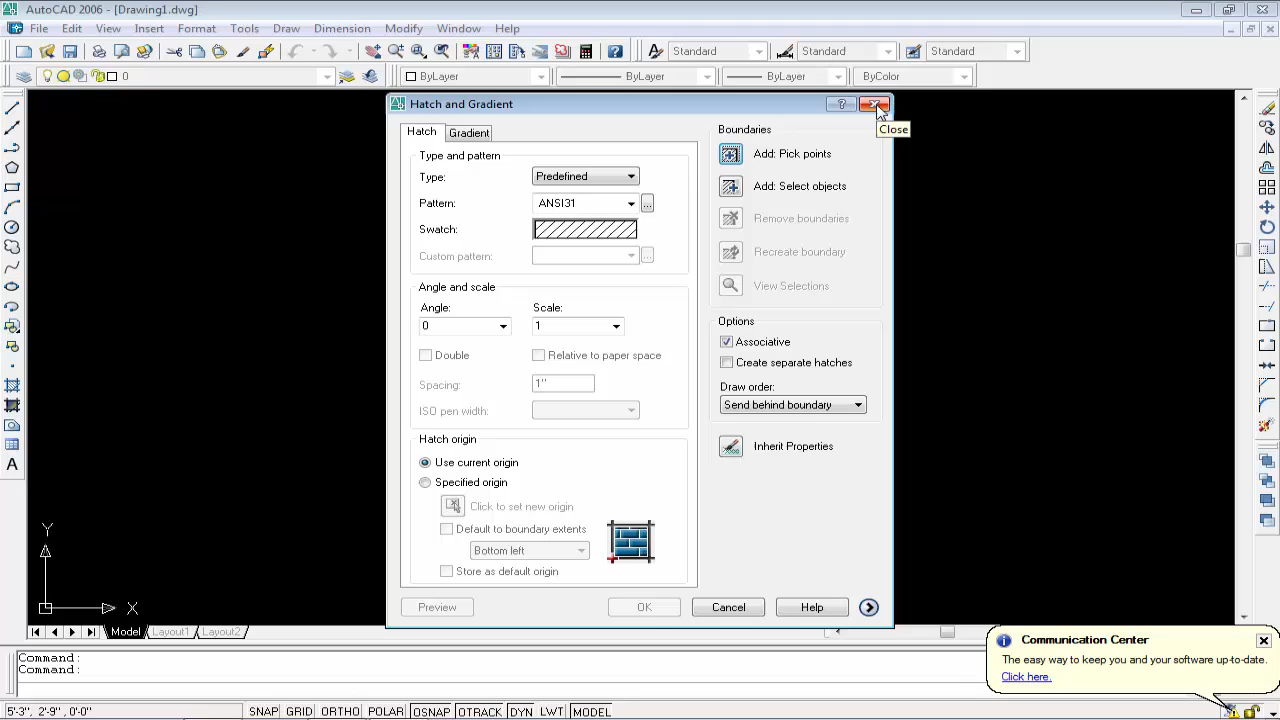 AutoCAD 2006 - [Drawing1.dwg]
File Edit View Insert Format Tools Draw Dimension Modify Window Help
Standard Standard Standard
0 ByLayer ByLayer ByLayer ByColor
Hatch and Gradient
Close
Hatch Gradient
Type and pattern
Type: Predefined
Pattern: ANSI31
Swatch:
Custom pattern:
Angle and scale
Angle: Scale:
0 1
Double Relative to paper space
Spacing: 1"
ISO pen width:
Hatch origin
Use current origin
Specified origin
Click to set new origin
Default to boundary extents
Bottom left
Store as default origin
Boundaries
Add: Pick points
Add: Select objects
Remove boundaries
Recreate boundary
View Selections
Options
Associative
Create separate hatches
Draw order:
Send behind boundary
Inherit Properties
Preview OK Cancel Help
Y
X
Model Layout1 Layout2
Command:
Command:
Communication Center
The easy way to keep you and your software up-to-date.
Click here.
5'-3", 2'-9", 0'-0" SNAP GRID ORTHO POLAR OSNAP OTRACK DYN LWT MODEL